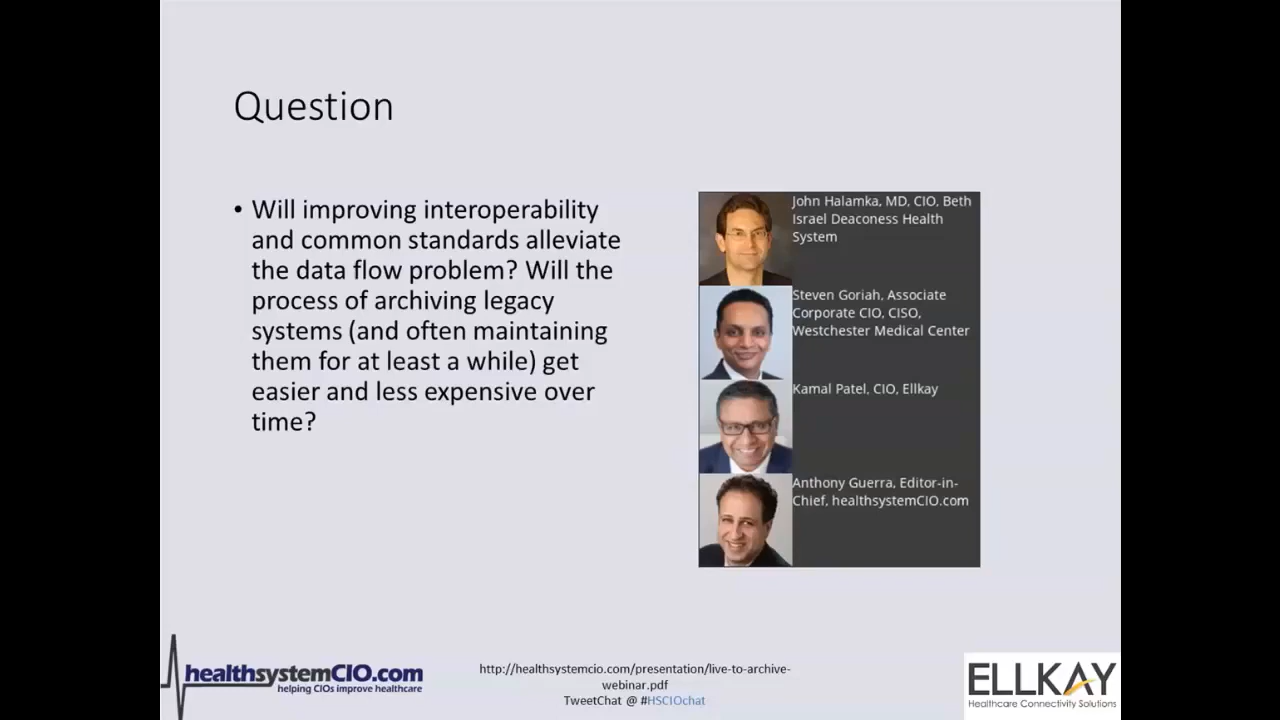 Question
• Will improving interoperability
and common standards alleviate
the data flow problem? Will the
process of archiving legacy
systems (and often maintaining
them for at least a while) get
easier and less expensive over
time?
John Halamka, MD, CIO, Beth
Israel Deaconess Health
System
Steven Goriah, Associate
Corporate CIO, CISO,
Westchester Medical Center
Kamal Patel, CIO, Ellkay
Anthony Guerra, Editor-in-
Chief, healthsystemCIO.com
healthsystemCIO.com
helping CIOs improve healthcare
http://healthsystemcio.com/presentation/live-to-archive-
webinar.pdf
TweetChat @ #HSCIOchat
ELLKAY
Healthcare Connectivity Solutions